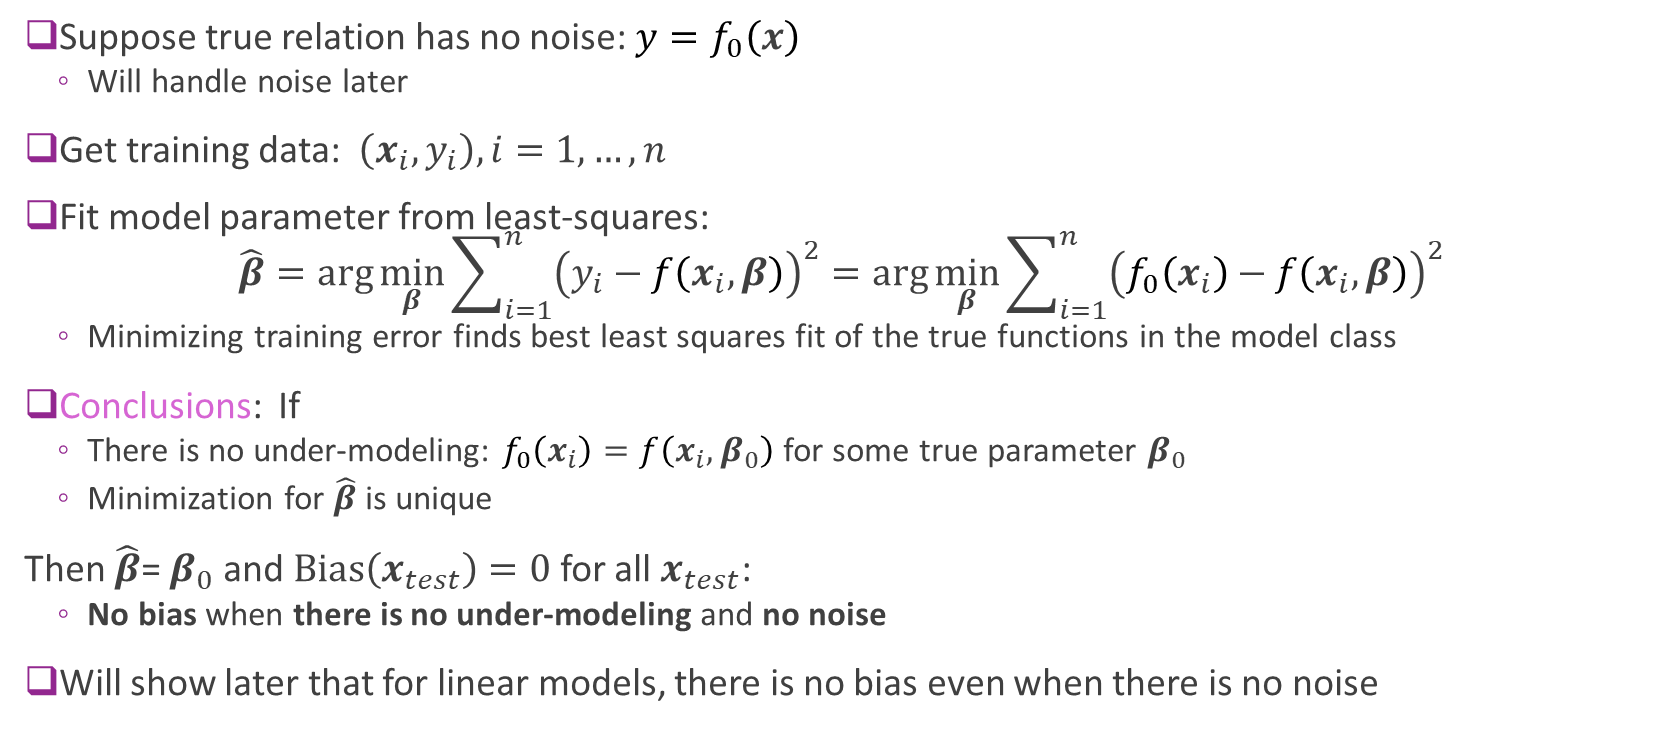 ❑Suppose true relation has no noise: y = f₀(𝒙)
◦ Will handle noise later
❑Get training data: (𝒙ᵢ, yᵢ), i = 1, … , n
❑Fit model parameter from least-squares:
𝜷̂ = arg min_𝜷 ∑_{i=1}^{n} (yᵢ − f(𝒙ᵢ, 𝜷))² = arg min_𝜷 ∑_{i=1}^{n} (f₀(𝒙ᵢ) − f(𝒙ᵢ, 𝜷))²
◦ Minimizing training error finds best least squares fit of the true functions in the model class
❑Conclusions: If
◦ There is no under-modeling: f₀(𝒙ᵢ) = f(𝒙ᵢ, 𝜷₀) for some true parameter 𝜷₀
◦ Minimization for 𝜷̂ is unique
Then 𝜷̂= 𝜷₀ and Bias(𝒙_{test}) = 0 for all 𝒙_{test}:
◦ No bias when there is no under-modeling and no noise
❑Will show later that for linear models, there is no bias even when there is no noise